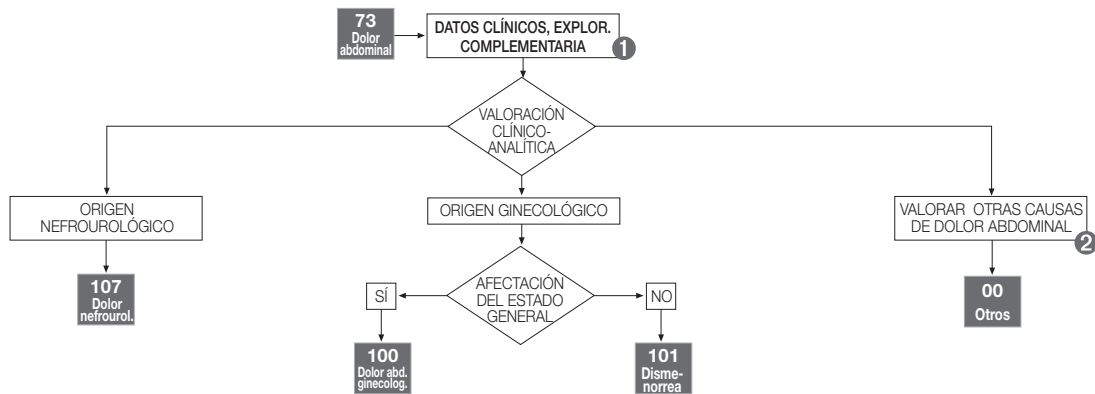 73
Dolor
abdominal
DATOS CLÍNICOS, EXPLOR.
COMPLEMENTARIA
1
VALORACIÓN
CLÍNICO-
ANALÍTICA
ORIGEN
NEFROUROLÓGICO
ORIGEN GINECOLÓGICO
VALORAR OTRAS CAUSAS
DE DOLOR ABDOMINAL
2
107
Dolor
nefrourol.
SÍ
AFECTACIÓN
DEL ESTADO
GENERAL
NO
00
Otros
100
Dolor abd.
ginecolog.
101
Disme-
norrea